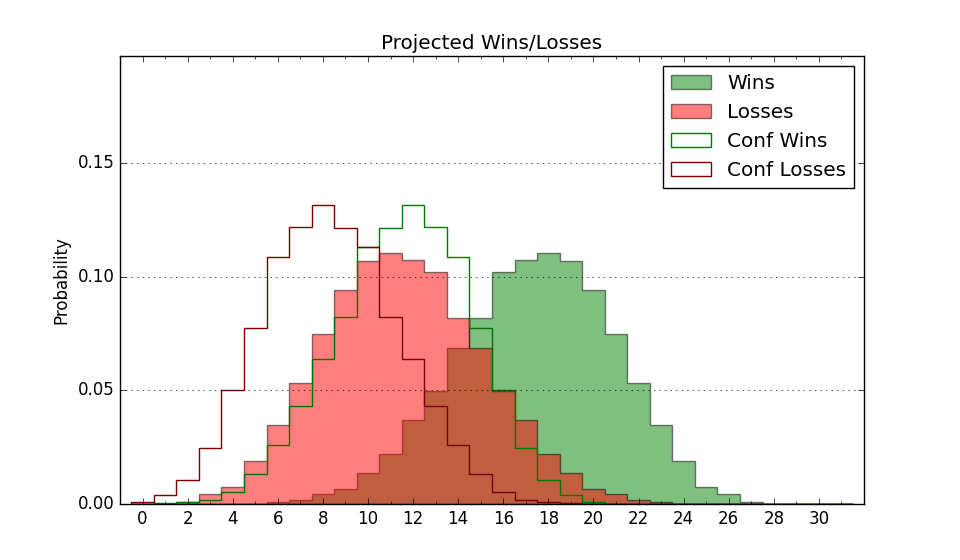 Projected Wins/Losses
Wins
Losses
Conf Wins
Conf Losses
Probability
0.15
0.10
0.05
0.00
0 2 4 6 8 10 12 14 16 18 20 22 24 26 28 30